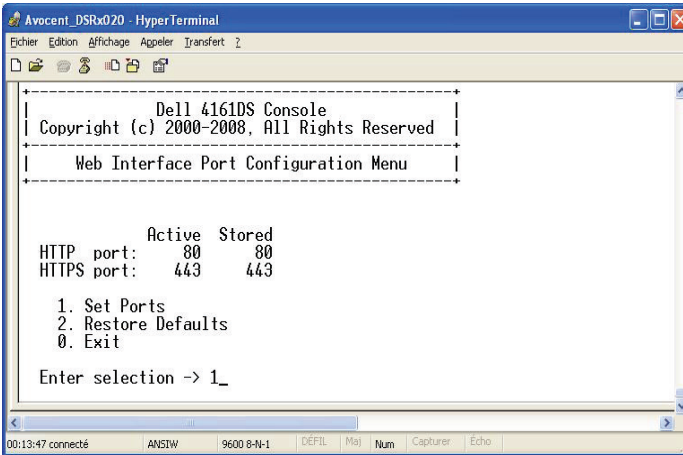 Avocent_DSRx020 - HyperTerminal
Fichier Edition Affichage Appeler Transfert ?
Dell 4161DS Console
Copyright (c) 2000-2008, All Rights Reserved
Web Interface Port Configuration Menu
Active Stored
HTTP port: 80 80
HTTPS port: 443 443
1. Set Ports
2. Restore Defaults
0. Exit
Enter selection -> 1_
00:13:47 connecté ANSIW 9600 8-N-1 DÉFIL Maj Num Capturer Écho